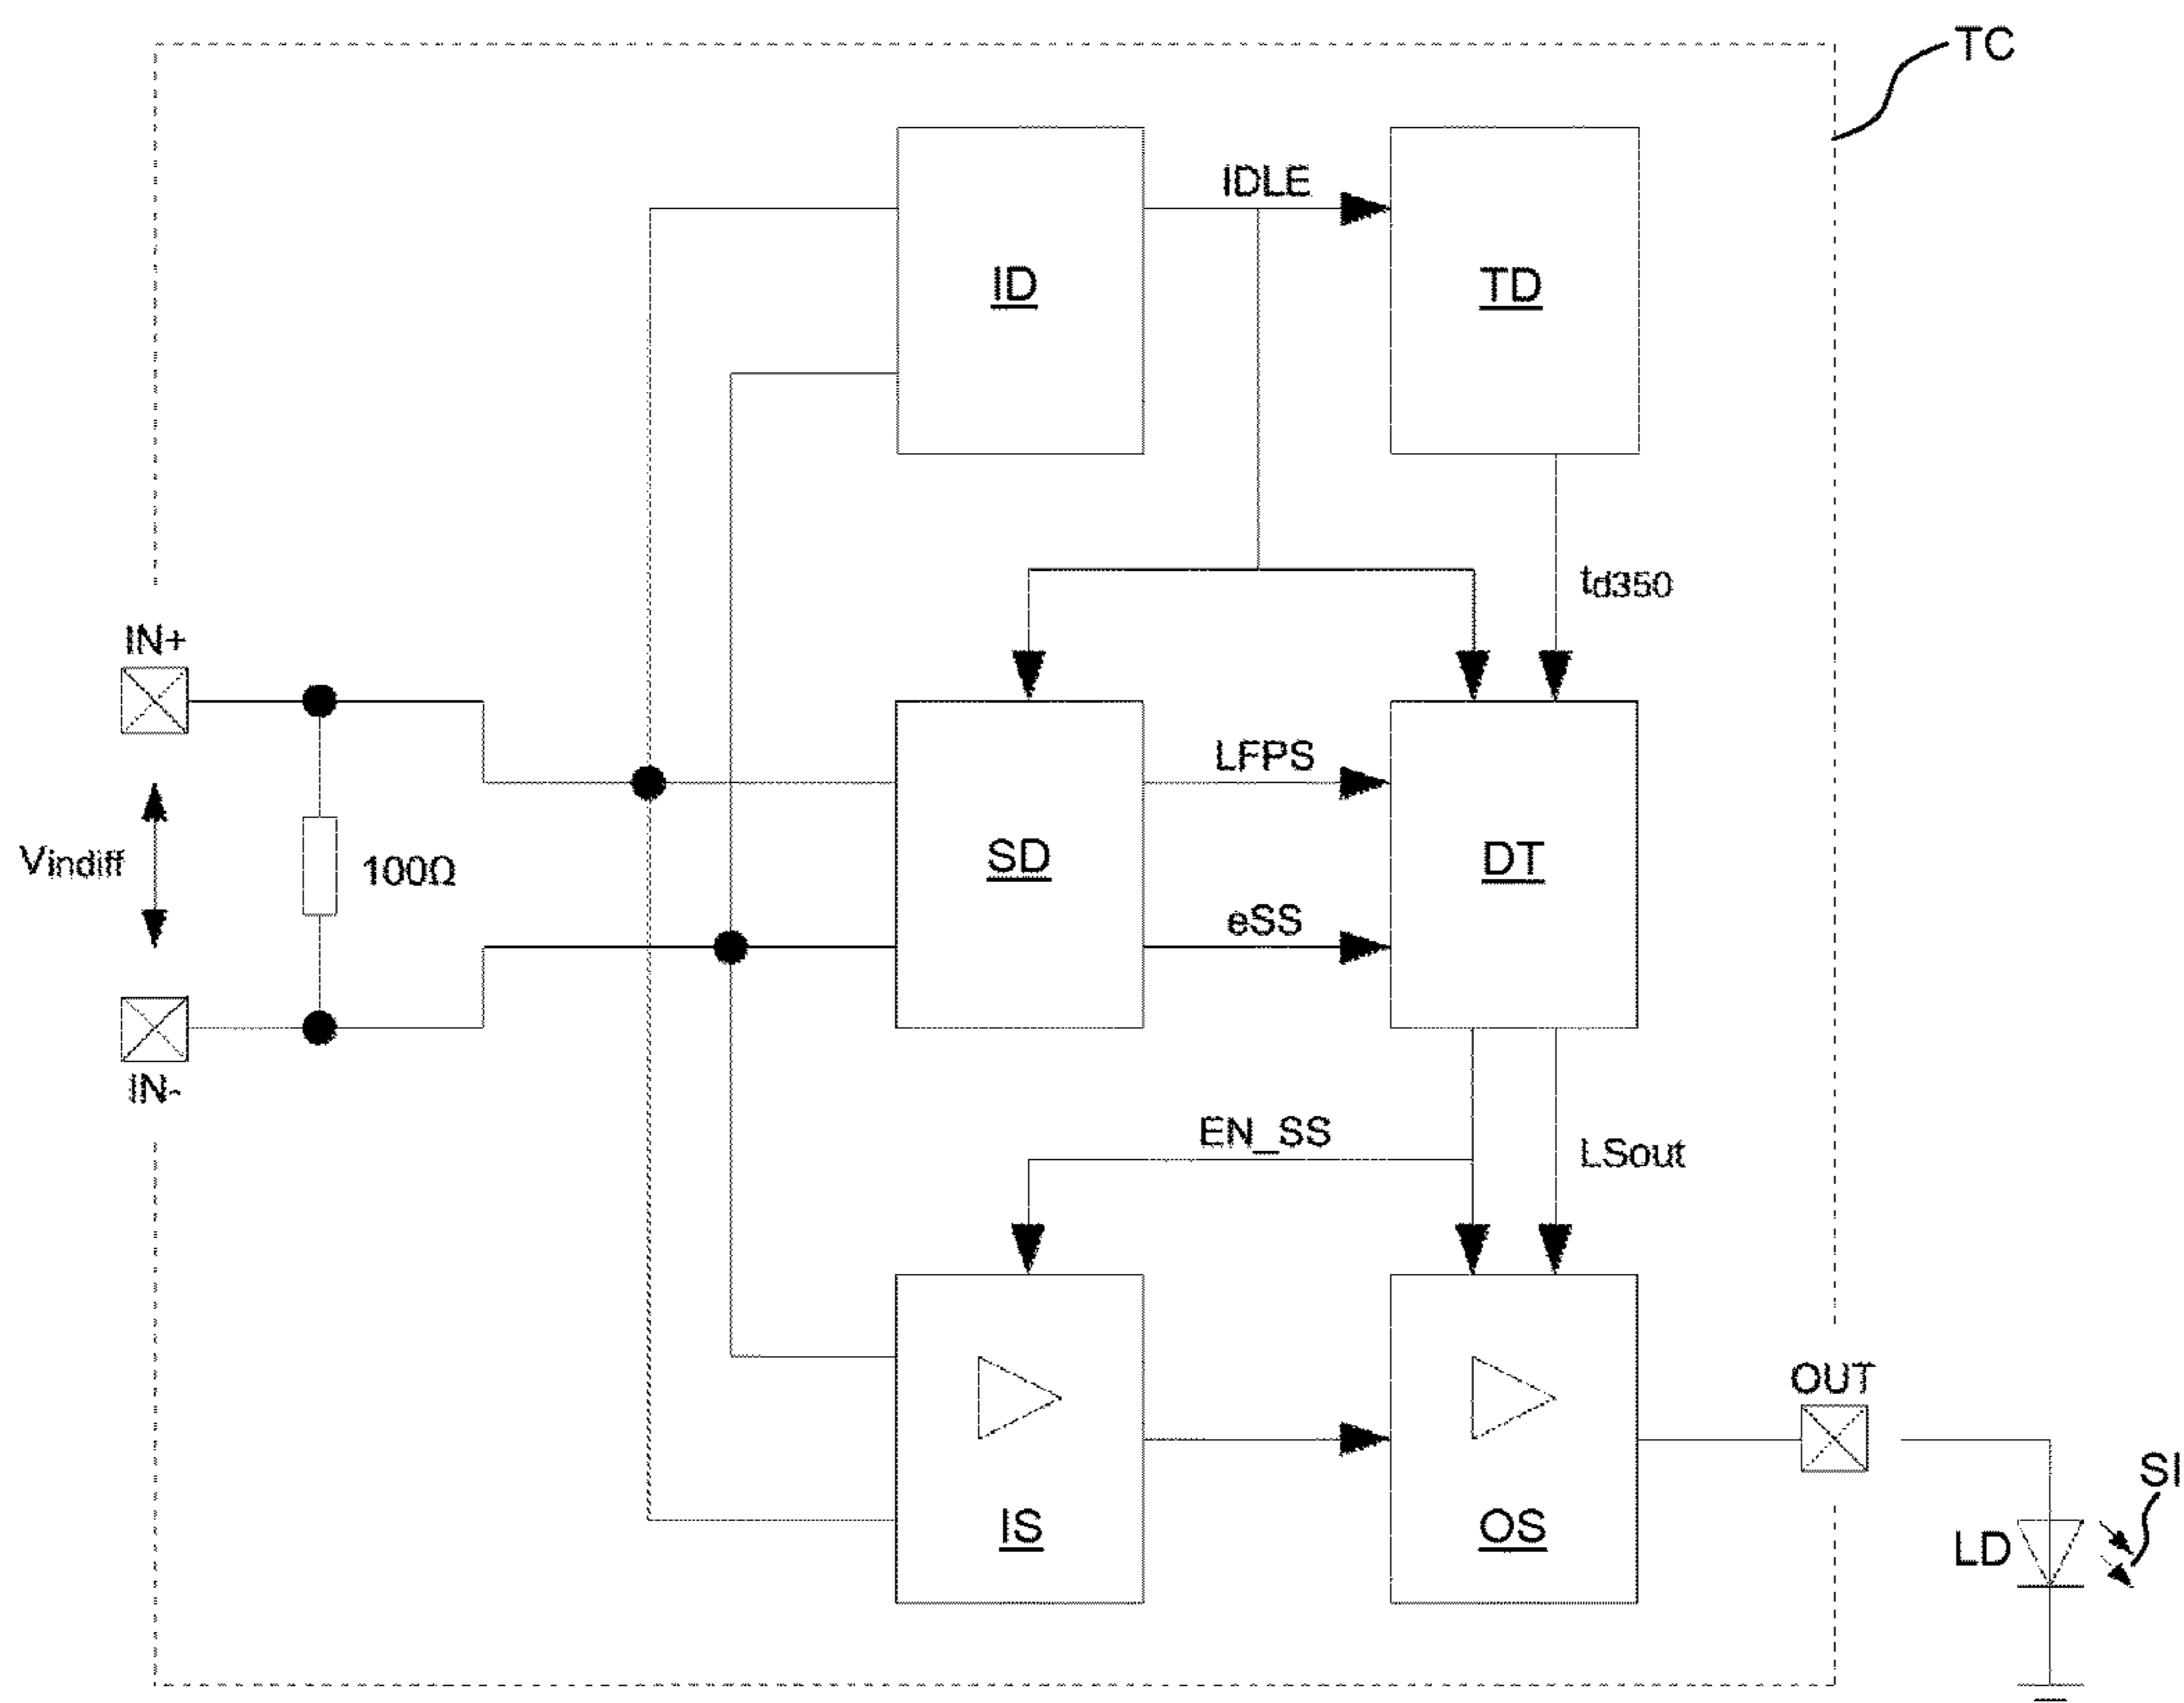 TC
IDLE
ID
TD
td350
IN+
LFPS
Vindiff
100Ω
SD
DT
eSS
IN-
EN_SS
LSout
OUT
SI
IS
OS
LD